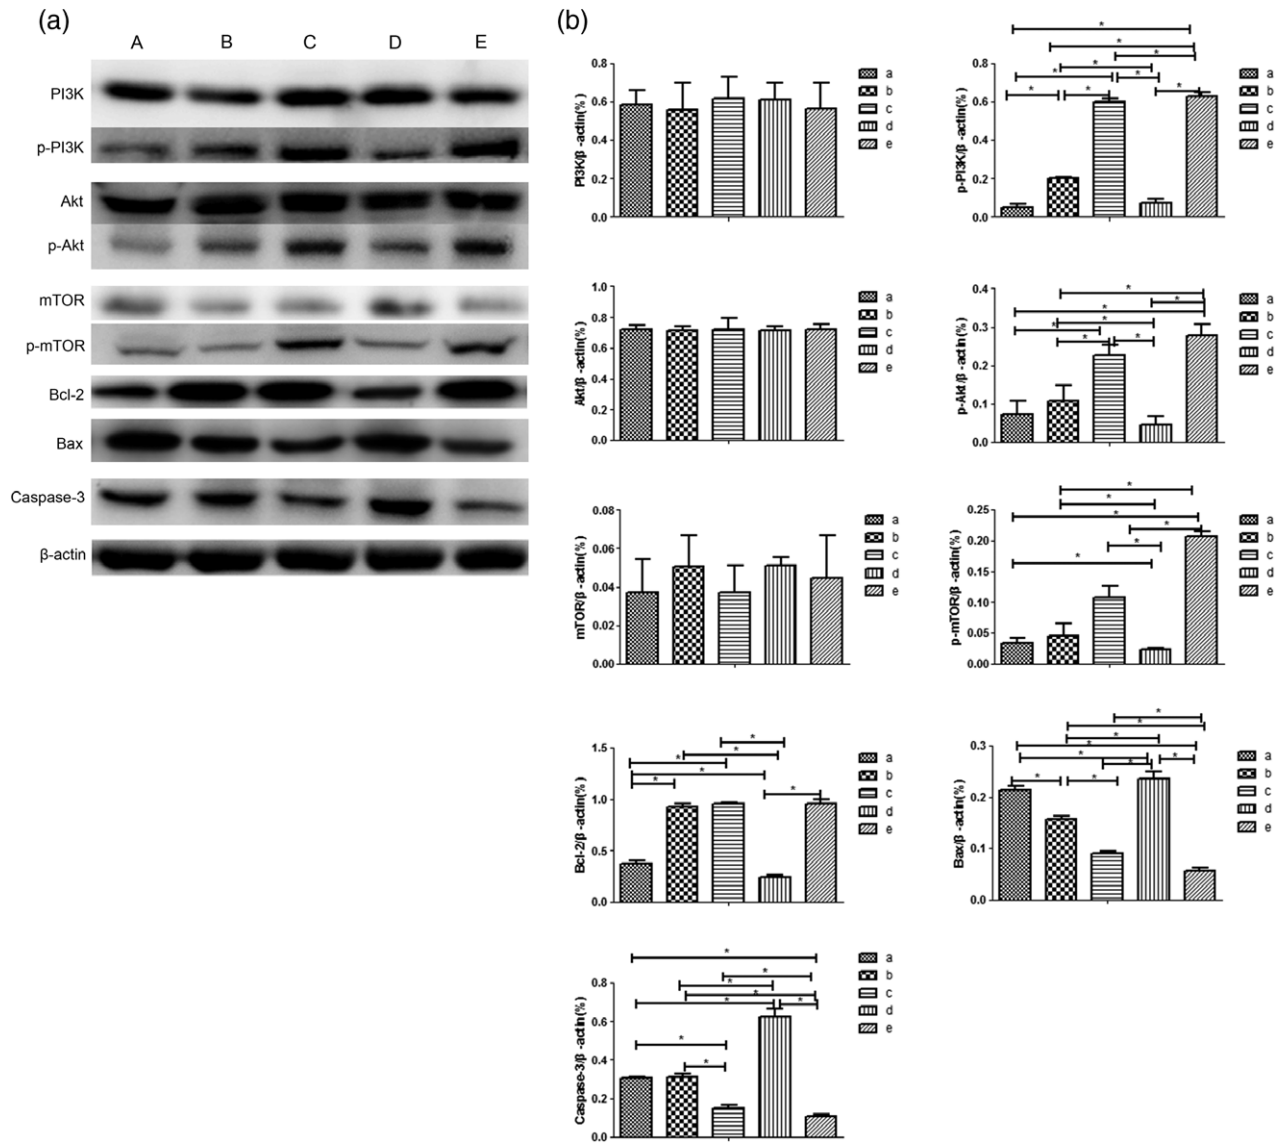 (a)
A B C D E
PI3K
p-PI3K
Akt
p-Akt
mTOR
p-mTOR
Bcl-2
Bax
Caspase-3
β-actin
(b)
PI3K/β-actin(%)
0.8
0.6
0.4
0.2
0.0
a
b
c
d
e
p-PI3K/β-actin(%)
0.8
0.6
0.4
0.2
0.0
* * * * * * * * *
a
b
c
d
e
Akt/β-actin(%)
1.0
0.8
0.6
0.4
0.2
0.0
a
b
c
d
e
p-Akt/β-actin(%)
0.4
0.3
0.2
0.1
0.0
* * * * * * *
a
b
c
d
e
mTOR/β-actin(%)
0.08
0.06
0.04
0.02
0.00
a
b
c
d
e
p-mTOR/β-actin(%)
0.25
0.20
0.15
0.10
0.05
0.00
* * * * * *
a
b
c
d
e
Bcl-2/β-actin(%)
1.5
1.0
0.5
0.0
* * * * * *
a
b
c
d
e
Bax/β-actin(%)
0.3
0.2
0.1
0.0
* * * * * * * * *
a
b
c
d
e
Caspase-3/β-actin(%)
0.8
0.6
0.4
0.2
0.0
* * * * * * * *
a
b
c
d
e